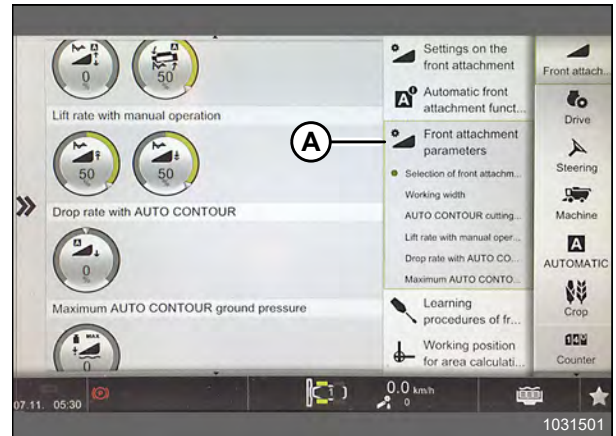 0
%
50
%
Lift rate with manual operation
50
%
50
%
Drop rate with AUTO CONTOUR
0
%
Maximum AUTO CONTOUR ground pressure
MAX
0
Settings on the
front attachment
A
Automatic front
attachment funct...
A
Front attachment
parameters
Selection of front attachm...
Working width
AUTO CONTOUR cutting...
Lift rate with manual oper...
Drop rate with AUTO CO...
Maximum AUTO CONTO...
Learning
procedures of fr...
Working position
for area calculati...
Front attach...
Drive
Steering
Machine
A
AUTOMATIC
Crop
Counter
07.11. 05:30
1
0.0 km/h
0
1031501